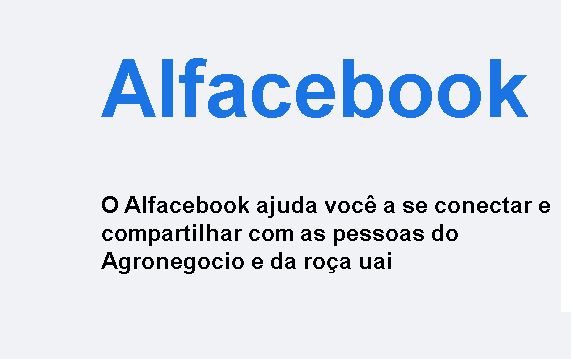 Alfacebook
O Alfacebook ajuda você a se conectar e
compartilhar com as pessoas do
Agronegocio e da roça uai